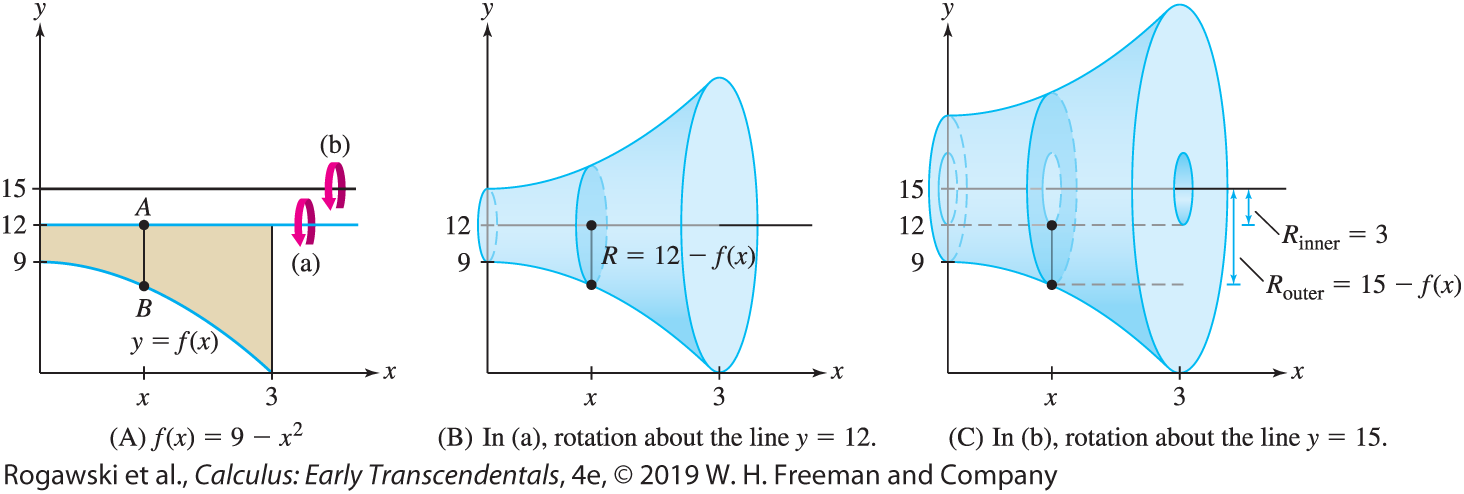 y
15
12
9
A
B
(b)
(a)
y = f(x)
x
x
3
(A) f(x) = 9 − x²
y
12
9
R = 12 − f(x)
x
x
3
(B) In (a), rotation about the line y = 12.
y
15
12
9
R_inner = 3
R_outer = 15 − f(x)
x
x
3
(C) In (b), rotation about the line y = 15.
Rogawski et al., Calculus: Early Transcendentals, 4e, © 2019 W. H. Freeman and Company